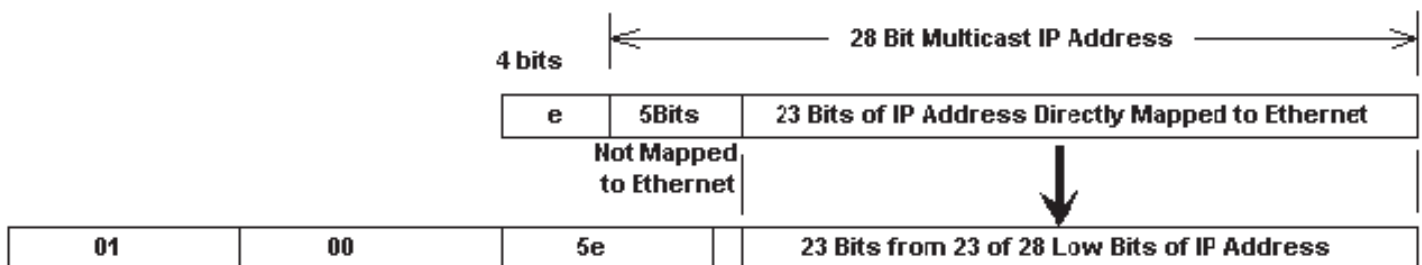 28 Bit Multicast IP Address
4 bits
e 5Bits 23 Bits of IP Address Directly Mapped to Ethernet
Not Mapped
to Ethernet
01 00 5e 23 Bits from 23 of 28 Low Bits of IP Address